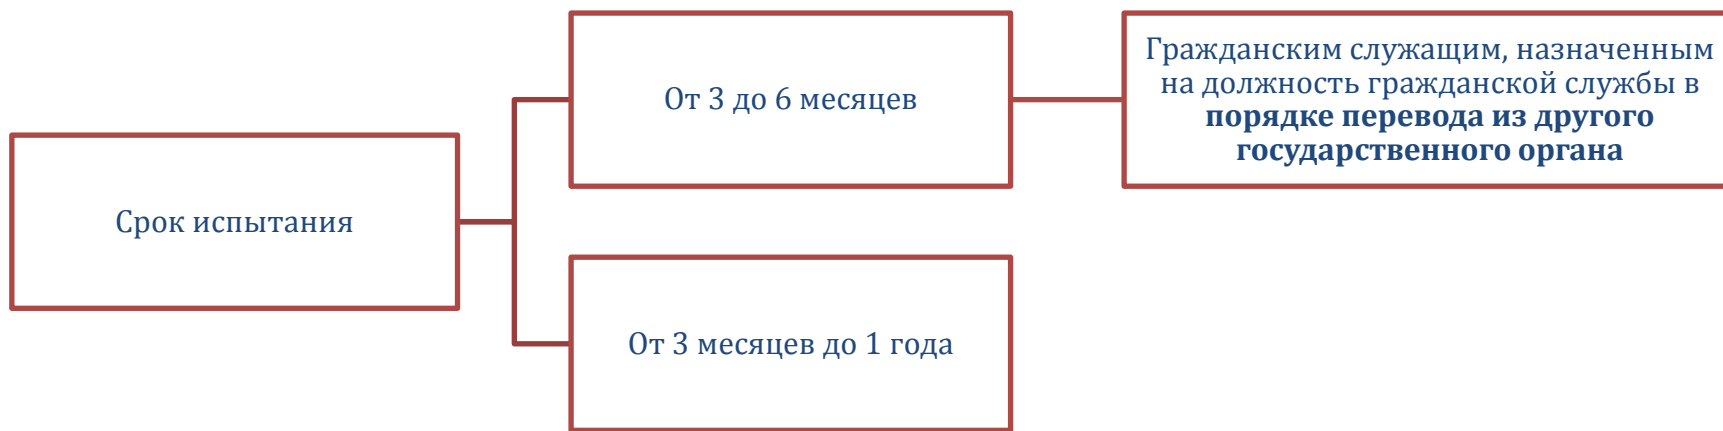 Срок испытания
От 3 до 6 месяцев
Гражданским служащим, назначенным
на должность гражданской службы в
порядке перевода из другого
государственного органа
От 3 месяцев до 1 года